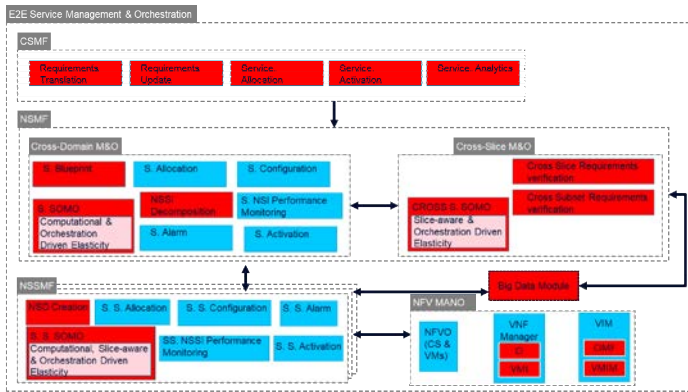 E2E Service Management & Orchestration
CSMF
Requirements
Translation
Requirements
Update
Service.
Allocation
Service.
Activation
Service. Analytics
NSMF
Cross-Domain M&O
S. Blueprint
S. Allocation
S. Configuration
S. SOMO
Computational &
Orchestration
Driven Elasticity
NSSI
Decomposition
S. NSI Performance
Monitoring
S. Alarm
S. Activation
Cross-Slice M&O
Cross-Slice Requirements
verification
Cross-Subnet Requirements
verification
CROSS S. SOMO
Slice-aware &
Orchestration Driven
Elasticity
NSSMF
NSD Creation
S. S. Allocation
S. S. Configuration
S. S. Alarm
S. S. SOMO
Computational, Slice-aware
& Orchestration Driven
Elasticity
SS. NSSI Performance
Monitoring
S. S. Activation
Big Data Module
NFV MANO
NFVO
(CS &
VMs)
VNF
Manager
VMI
VIM
VMIM